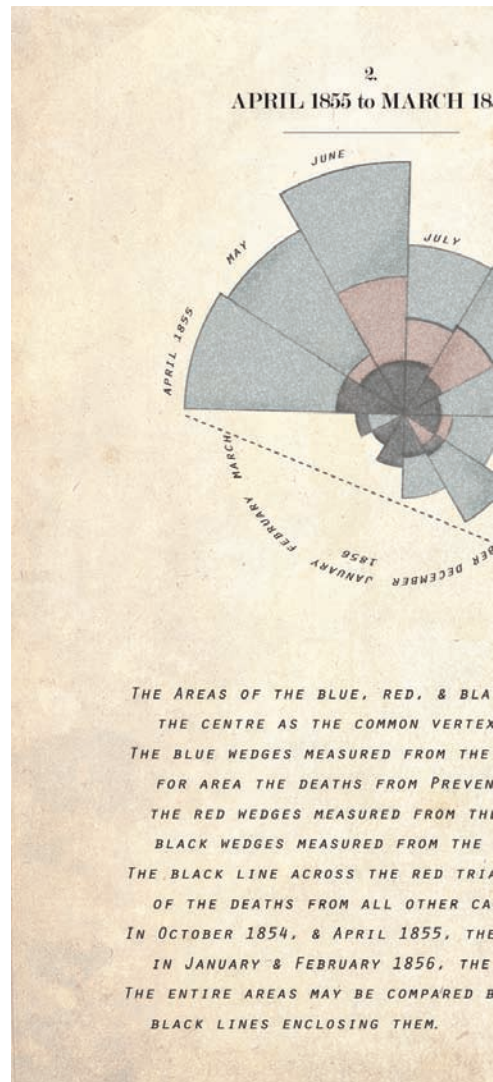 2.
APRIL 1855 to MARCH 18
JUNE
JULY
MAY
APRIL 1855
MARCH
FEBRUARY
1856
JANUARY
DECEMBER
BER
THE AREAS OF THE BLUE, RED, & BLA
THE CENTRE AS THE COMMON VERTEX
THE BLUE WEDGES MEASURED FROM THE
FOR AREA THE DEATHS FROM PREVEN
THE RED WEDGES MEASURED FROM THE
BLACK WEDGES MEASURED FROM THE
THE BLACK LINE ACROSS THE RED TRIA
OF THE DEATHS FROM ALL OTHER CA
IN OCTOBER 1854, & APRIL 1855, THE
IN JANUARY & FEBRUARY 1856, THE
THE ENTIRE AREAS MAY BE COMPARED B
BLACK LINES ENCLOSING THEM.